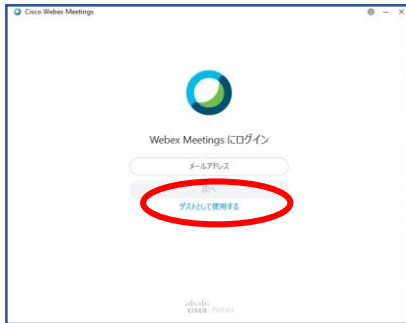 Cisco Webex Meetings
Webex Meetings にログイン
メールアドレス
次へ
ゲストとして使用する
CISCO